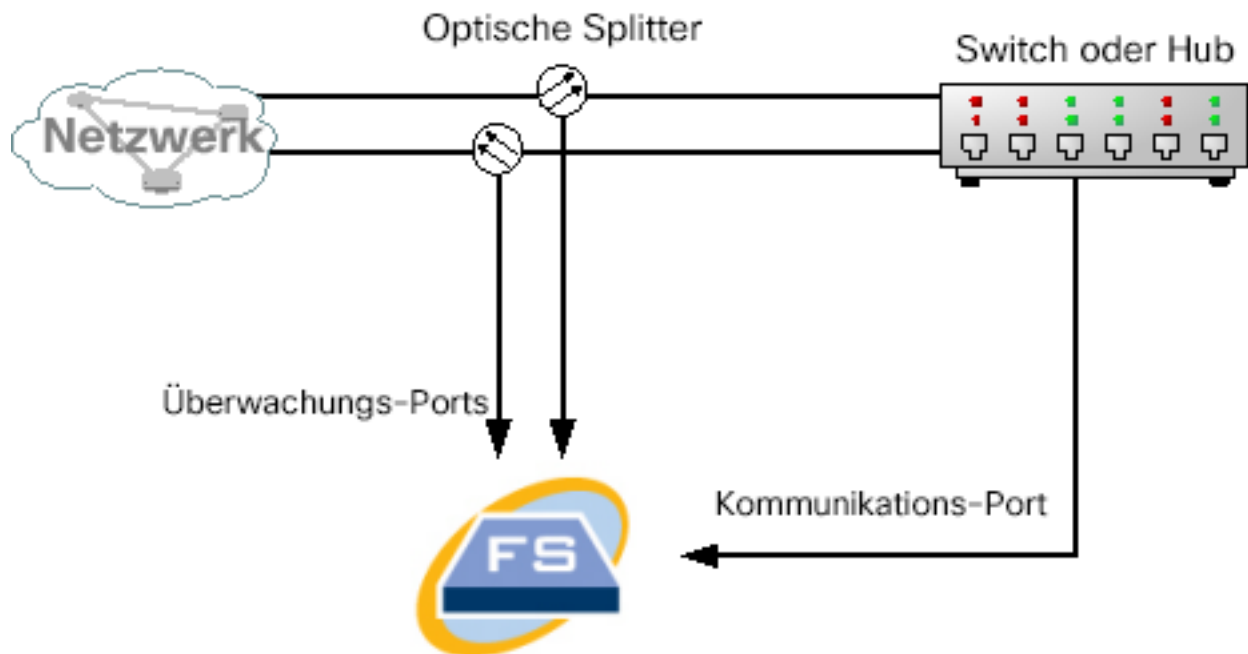 Optische Splitter
Switch oder Hub
Netzwerk
Überwachungs-Ports
Kommunikations-Port
FS